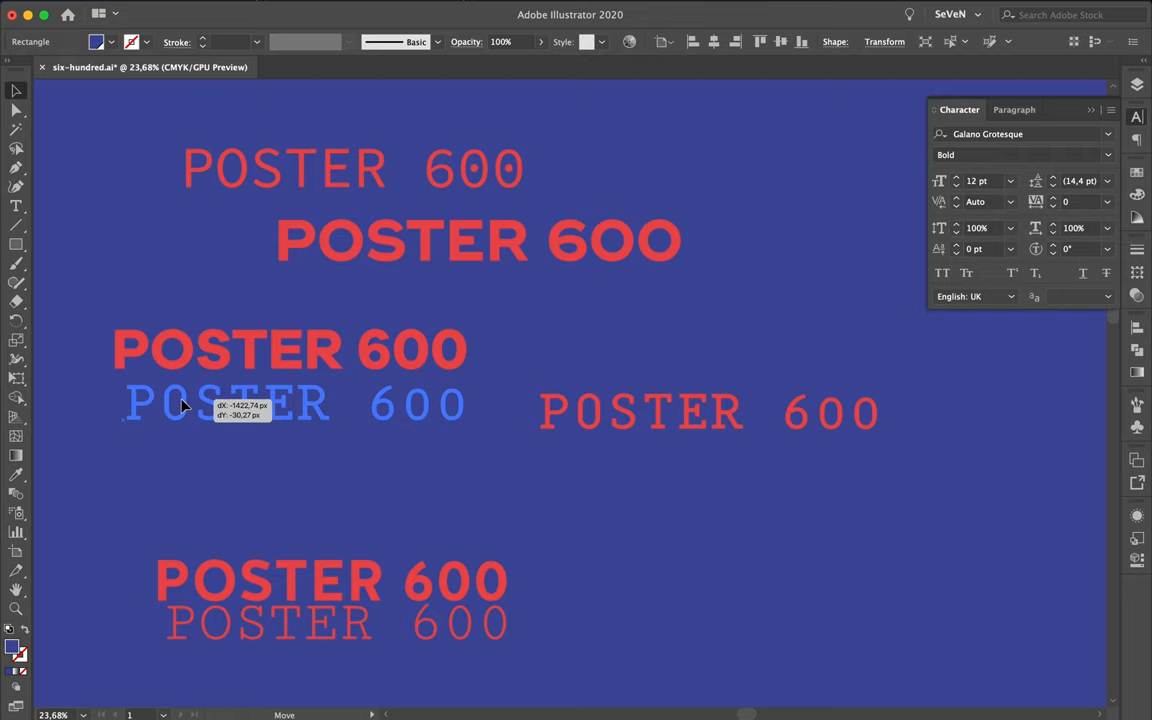 Adobe Illustrator 2020
SeVeN
Search Adobe Stock
Rectangle
Stroke:
Basic
Opacity:
100%
Style:
Shape:
Transform
× six-hundred.ai* @ 23,68% (CMYK/GPU Preview)
Character
Paragraph
Galano Grotesque
Bold
12 pt
(14,4 pt)
Auto
0
100%
100%
0 pt
0°
English: UK
POSTER 600
POSTER 600
POSTER 600
POSTER 600
dX: -1422,74 px
dY: -30,27 px
POSTER 600
POSTER 600
POSTER 600
23,68%
1
Move